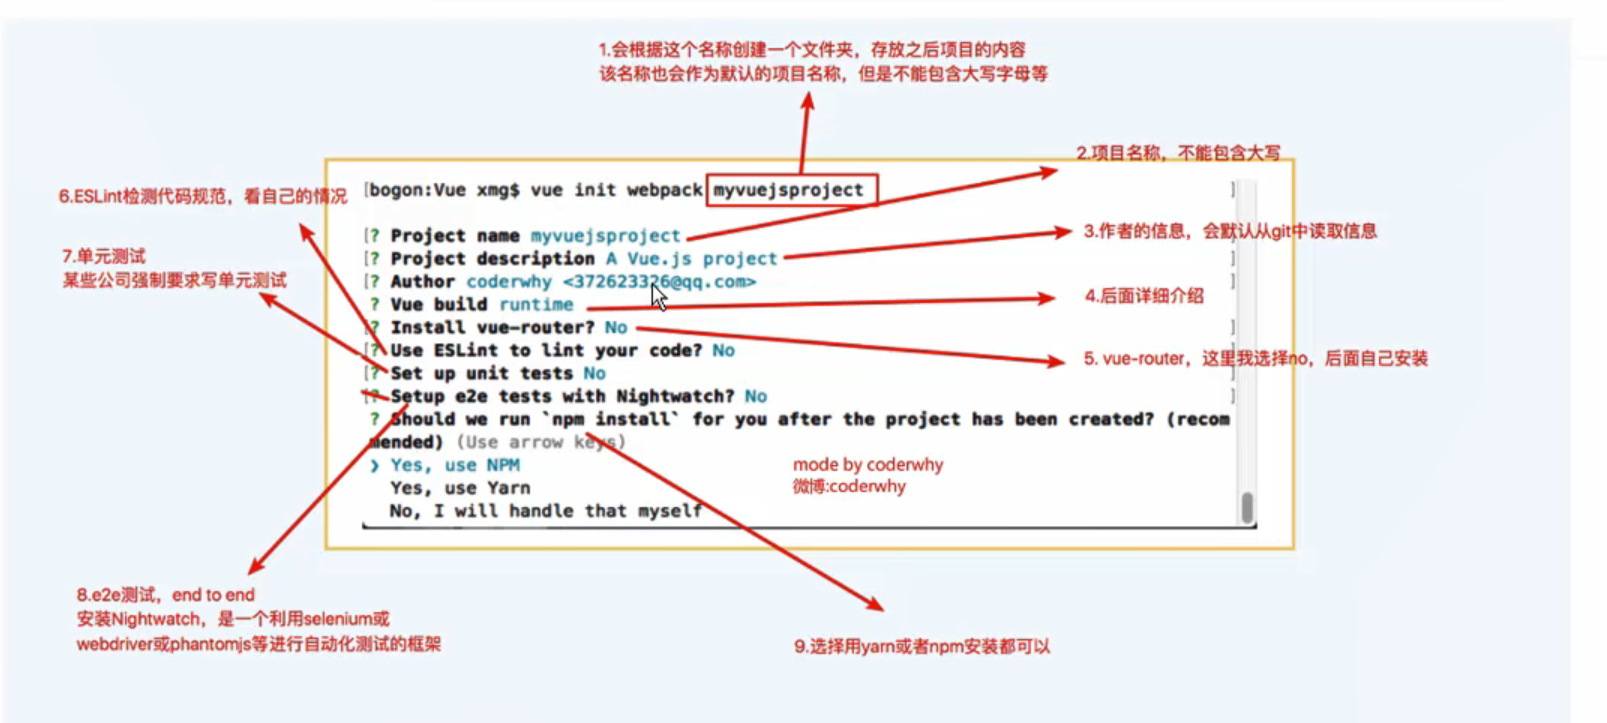 1.会根据这个名称创建一个文件夹，存放之后项目的内容
该名称也会作为默认的项目名称，但是不能包含大写字母等
2.项目名称，不能包含大写
[bogon:Vue xmg$ vue init webpack myvuejsproject ]
6.ESLint检测代码规范，看自己的情况
3.作者的信息，会默认从git中读取信息
[? Project name myvuejsproject ]
7.单元测试
某些公司强制要求写单元测试
[? Project description A Vue.js project ]
[? Author coderwhy <372623326@qq.com> ]
4.后面详细介绍
? Vue build runtime
[? Install vue-router? No ]
5. vue-router，这里我选择no，后面自己安装
[? Use ESLint to lint your code? No ]
[? Set up unit tests No ]
[? Setup e2e tests with Nightwatch? No ]
? Should we run `npm install` for you after the project has been created? (recom
mended) (Use arrow keys)
❯ Yes, use NPM
Yes, use Yarn
No, I will handle that myself
mode by coderwhy
微博:coderwhy
8.e2e测试，end to end
安装Nightwatch，是一个利用selenium或
webdriver或phantomjs等进行自动化测试的框架
9.选择用yarn或者npm安装都可以